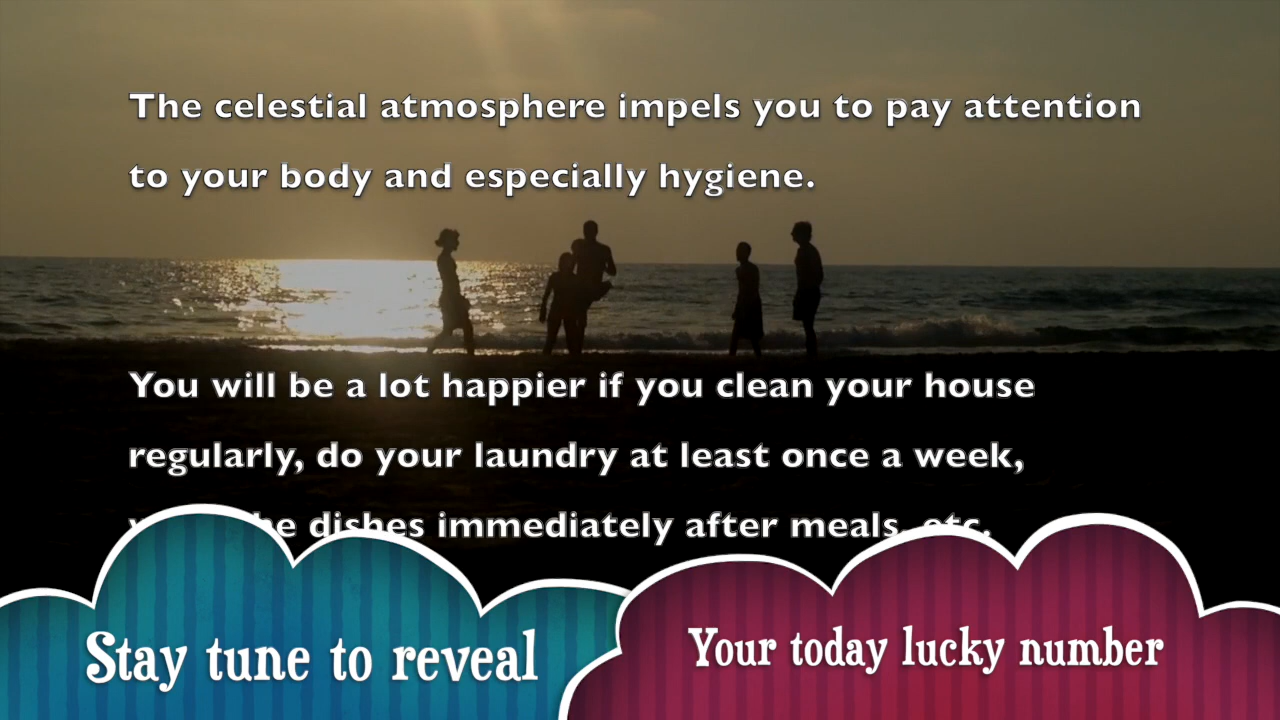 The celestial atmosphere impels you to pay attention
to your body and especially hygiene.
You will be a lot happier if you clean your house
regularly, do your laundry at least once a week,
dishes immediately after meals, etc.
Stay tune to reveal
Your today lucky number